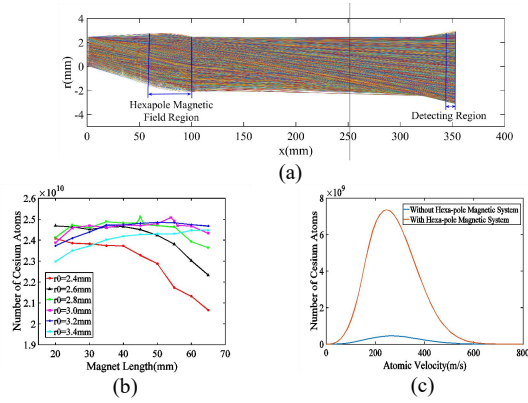 4
2
0
-2
-4
r(mm)
Hexapole Magnetic
Field Region
Detecting Region
0 50 100 150 200 250 300 350 400
x(mm)
(a)
×10^10
2.6
2.5
2.4
2.3
2.2
2.1
2.0
1.9
Number of Cesium Atoms
r0=2.4mm
r0=2.6mm
r0=2.8mm
r0=3.0mm
r0=3.2mm
r0=3.4mm
10 20 30 40 50 60 70
Magnet Length(mm)
(b)
×10^9
8
6
4
2
0
Number of Cesium Atoms
Without Hexa-pole Magnetic System
With Hexa-pole Magnetic System
0 200 400 600 800
Atomic Velocity(m/s)
(c)